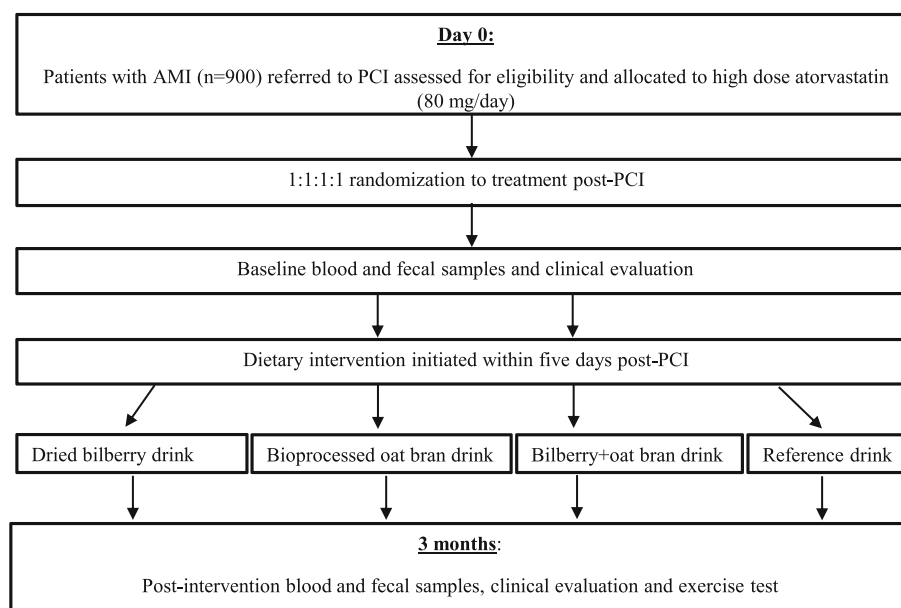 Day 0:
Patients with AMI (n=900) referred to PCI assessed for eligibility and allocated to high dose atorvastatin
(80 mg/day)
1:1:1:1 randomization to treatment post-PCI
Baseline blood and fecal samples and clinical evaluation
Dietary intervention initiated within five days post-PCI
Dried bilberry drink
Bioprocessed oat bran drink
Bilberry+oat bran drink
Reference drink
3 months:
Post-intervention blood and fecal samples, clinical evaluation and exercise test